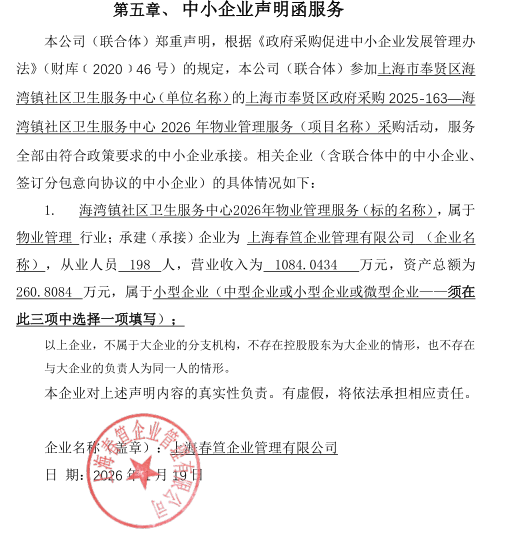 第五章、 中小企业声明函服务
本公司（联合体）郑重声明，根据《政府采购促进中小企业发展管理办
法》（财库﹝2020﹞46 号）的规定，本公司（联合体）参加上海市奉贤区海
湾镇社区卫生服务中心（单位名称）的上海市奉贤区政府采购 2025-163—海
湾镇社区卫生服务中心 2026 年物业管理服务（项目名称）采购活动，服务
全部由符合政策要求的中小企业承接。相关企业（含联合体中的中小企业、
签订分包意向协议的中小企业）的具体情况如下：
1. 海湾镇社区卫生服务中心2026年物业管理服务（标的名称），属于
物业管理 行业；承建（承接）企业为 上海春笪企业管理有限公司 （企业名
称），从业人员 198 人，营业收入为 1084.0434 万元，资产总额为
260.8084 万元，属于小型企业（中型企业或小型企业或微型企业——须在
此三项中选择一项填写）；
以上企业，不属于大企业的分支机构，不存在控股股东为大企业的情形，也不存在
与大企业的负责人为同一人的情形。
本企业对上述声明内容的真实性负责。有虚假，将依法承担相应责任。
企业名称（盖章）：上海春笪企业管理有限公司
日 期：2026 年 1 月 19 日
上海春笪企业管理有限公司